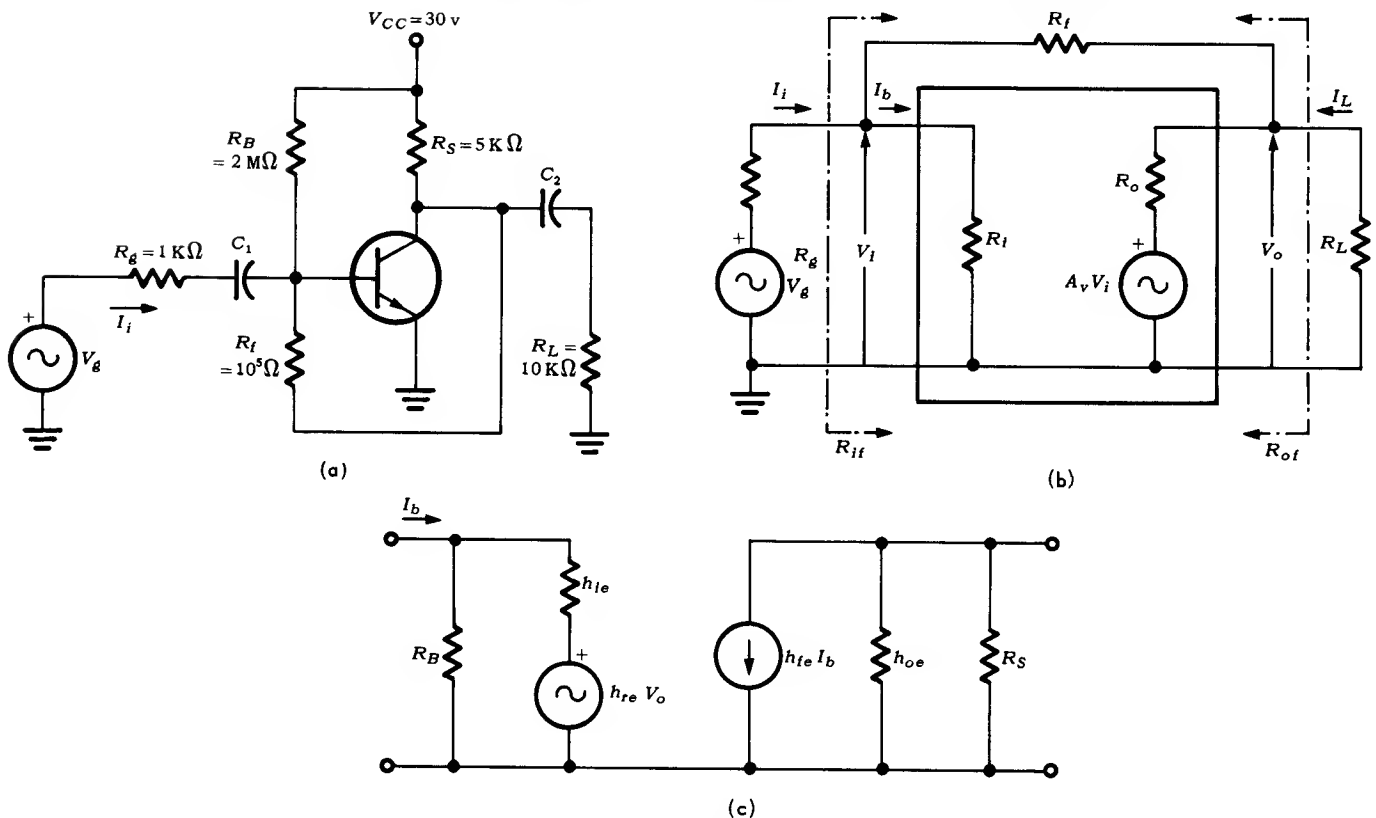 V_CC = 30 v
R_B
= 2 MΩ
R_S = 5 KΩ
C_2
R_g = 1 KΩ
C_1
I_i
+
V_g
R_f
= 10^5 Ω
R_L =
10 KΩ
(a)
R_f
I_i
I_b
I_L
R_o
+
R_g
V_g
V_i
R_i
+
A_v V_i
V_o
R_L
R_if
R_of
(b)
I_b
h_ie
R_B
+
h_re V_o
h_fe I_b
h_oe
R_S
(c)